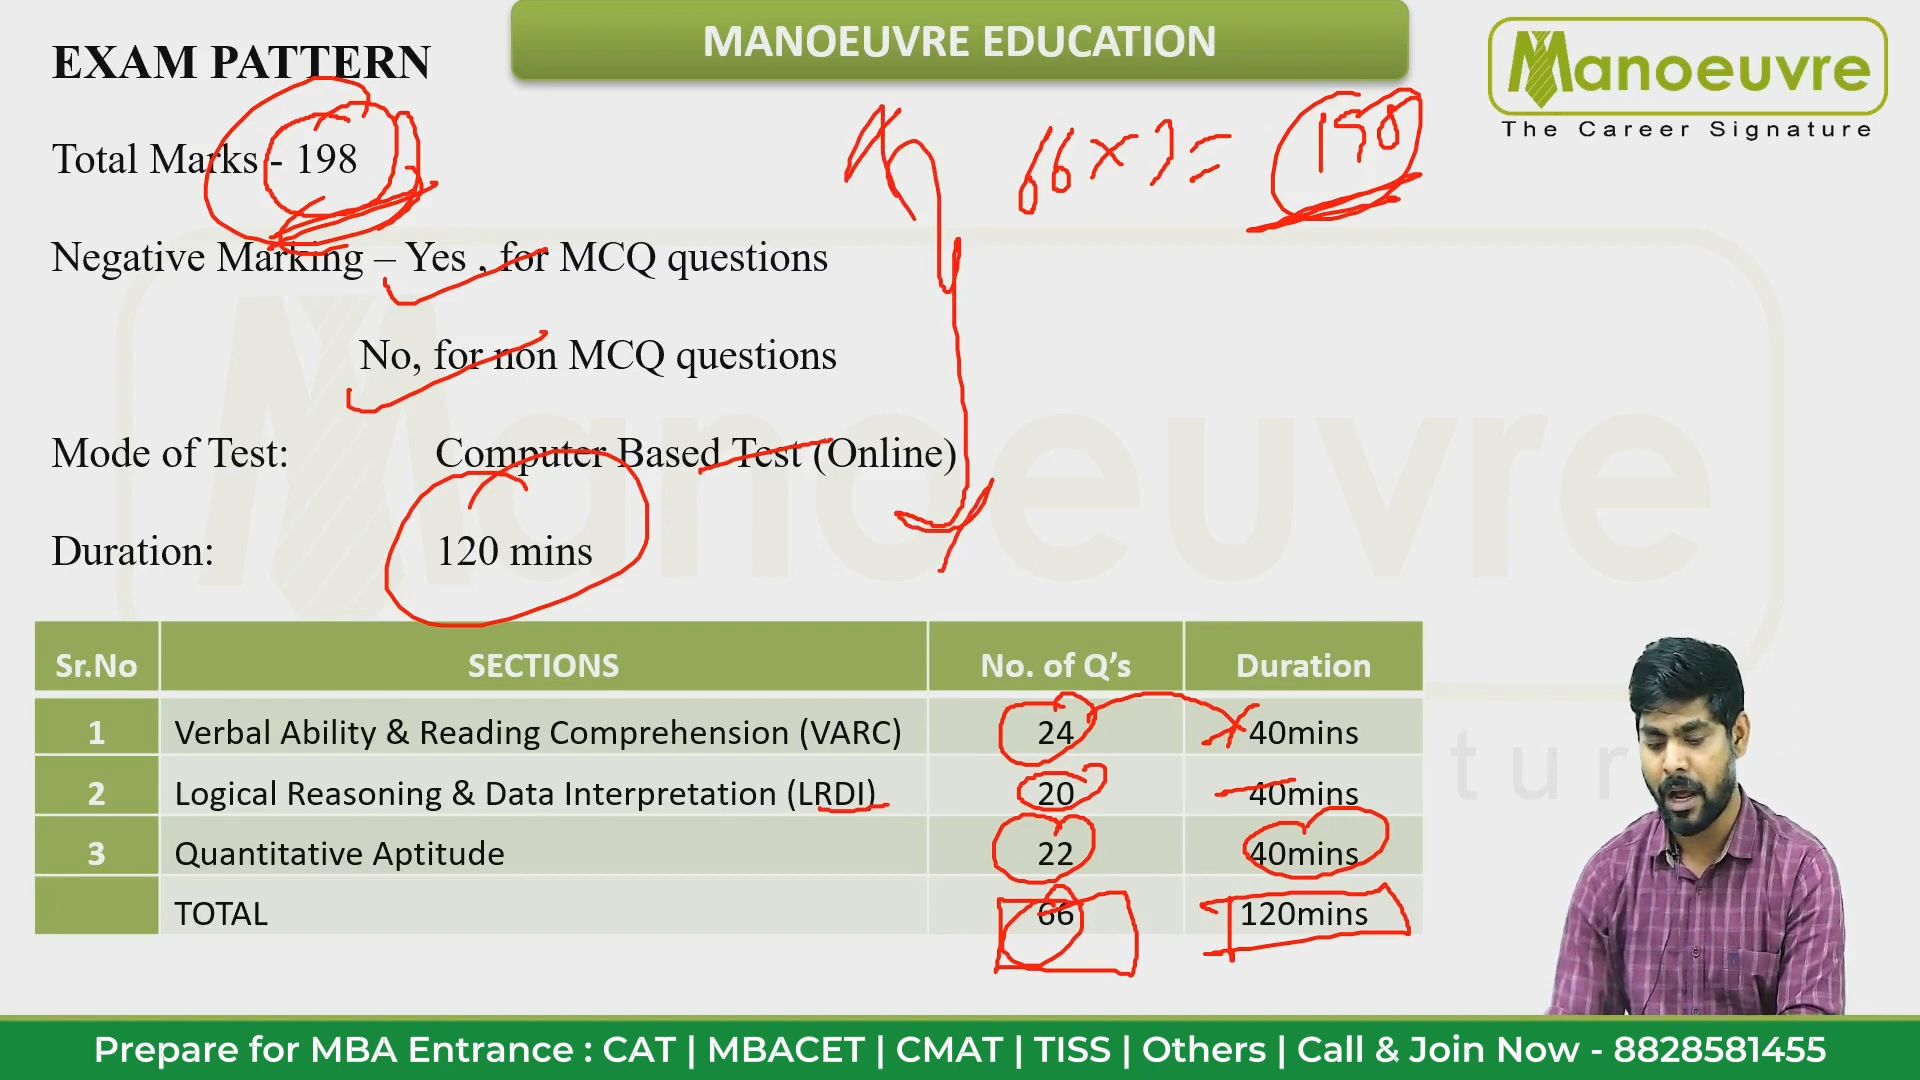 EXAM PATTERN
MANOEUVRE EDUCATION
Manoeuvre
The Career Signature
Total Marks - 198
66 x 3 = 198
Negative Marking – Yes , for MCQ questions
No, for non MCQ questions
Mode of Test: Computer Based Test (Online)
Duration: 120 mins
Sr.No SECTIONS No. of Q’s Duration
1 Verbal Ability & Reading Comprehension (VARC) 24 40mins
2 Logical Reasoning & Data Interpretation (LRDI) 20 40mins
3 Quantitative Aptitude 22 40mins
TOTAL 66 120mins
Prepare for MBA Entrance : CAT | MBACET | CMAT | TISS | Others | Call & Join Now - 8828581455